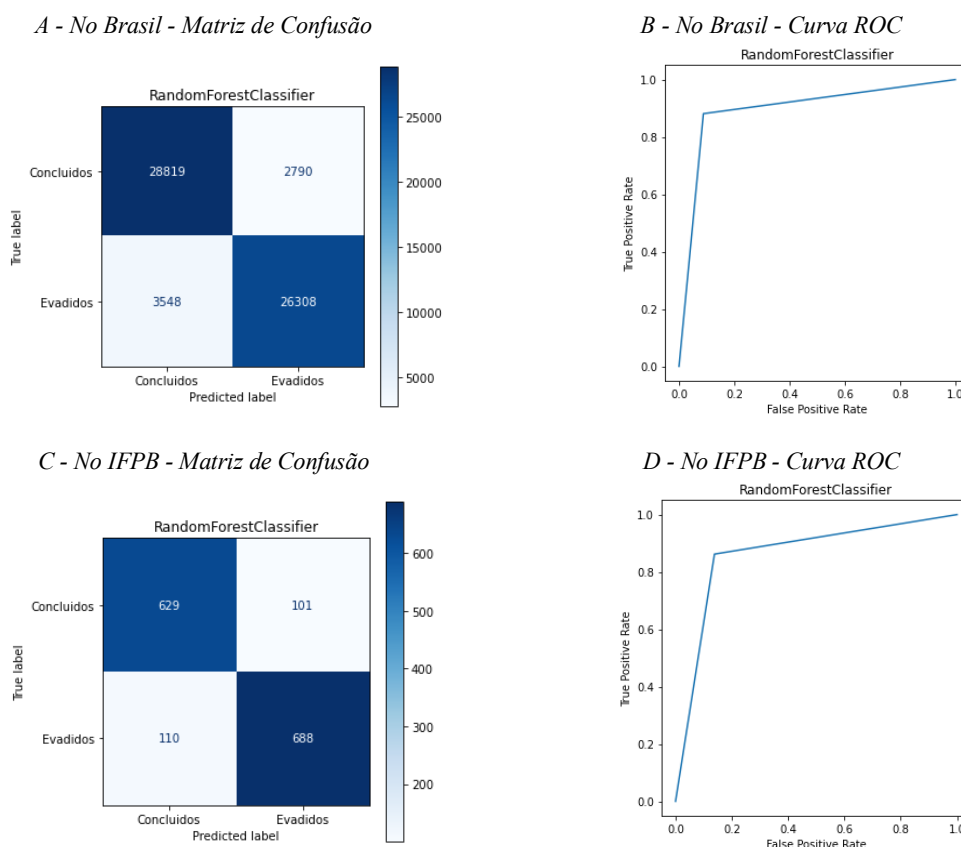 A - No Brasil - Matriz de Confusão
RandomForestClassifier
Concluidos
Evadidos
True label
28819
2790
3548
26308
Concluidos
Evadidos
Predicted label
25000
20000
15000
10000
5000
B - No Brasil - Curva ROC
RandomForestClassifier
1.0
0.8
0.6
0.4
0.2
0.0
True Positive Rate
0.0
0.2
0.4
0.6
0.8
1.0
False Positive Rate
C - No IFPB - Matriz de Confusão
RandomForestClassifier
Concluidos
Evadidos
True label
629
101
110
688
Concluidos
Evadidos
Predicted label
600
500
400
300
200
D - No IFPB - Curva ROC
RandomForestClassifier
1.0
0.8
0.6
0.4
0.2
0.0
True Positive Rate
0.0
0.2
0.4
0.6
0.8
1.0
False Positive Rate